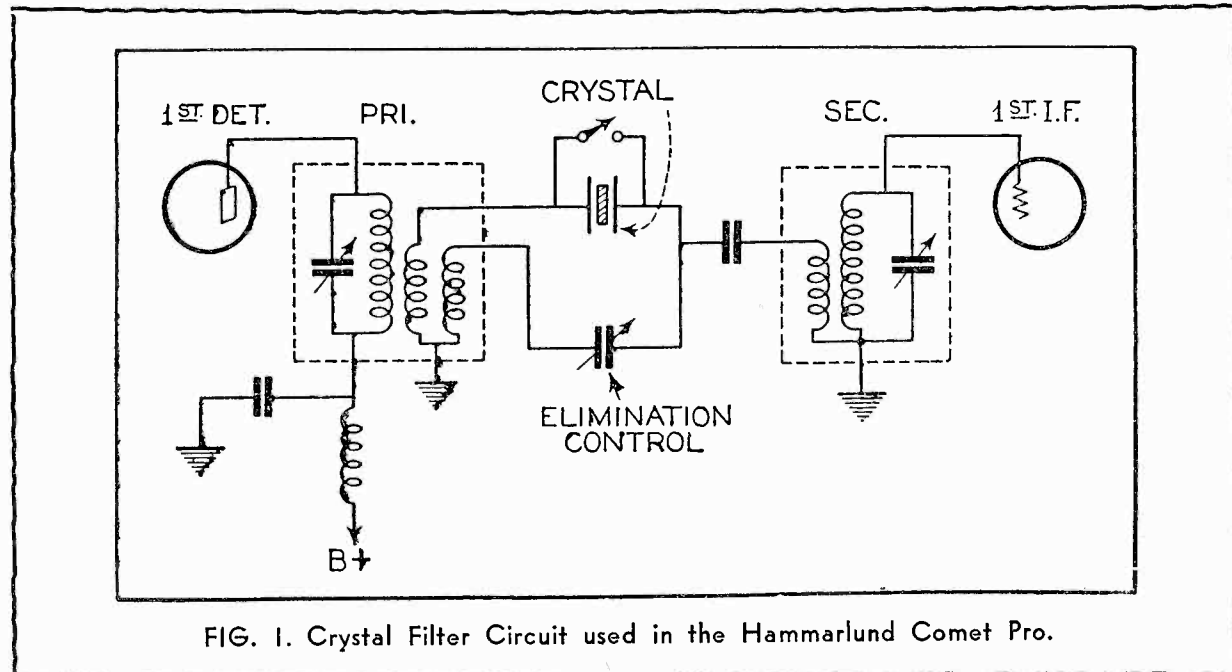 CRYSTAL
1ST. DET.
PRI.
SEC.
1ST. I.F.
ELIMINATION
CONTROL
B+
FIG. 1. Crystal Filter Circuit used in the Hammarlund Comet Pro.